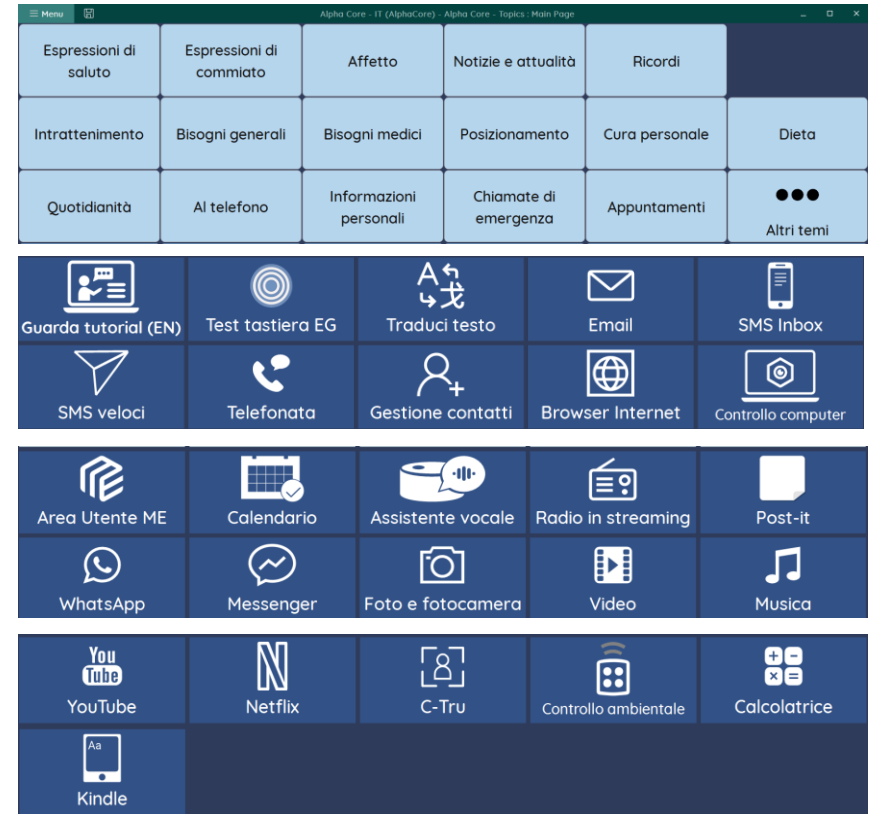 Menu
Alpha Core - IT (AlphaCore) - Alpha Core - Topics : Main Page
Espressioni di
saluto
Espressioni di
commiato
Affetto
Notizie e attualità
Ricordi
Intrattenimento
Bisogni generali
Bisogni medici
Posizionamento
Cura personale
Dieta
Quotidianità
Al telefono
Informazioni
personali
Chiamate di
emergenza
Appuntamenti
Altri temi
Guarda tutorial (EN)
Test tastiera EG
A
Traduci testo
Email
SMS Inbox
SMS veloci
Telefonata
Gestione contatti
Browser Internet
Controllo computer
Area Utente ME
Calendario
Assistente vocale
Radio in streaming
Post-it
WhatsApp
Messenger
Foto e fotocamera
Video
Musica
You
Tube
YouTube
N
Netflix
C-Tru
Controllo ambientale
Calcolatrice
Aa
Kindle